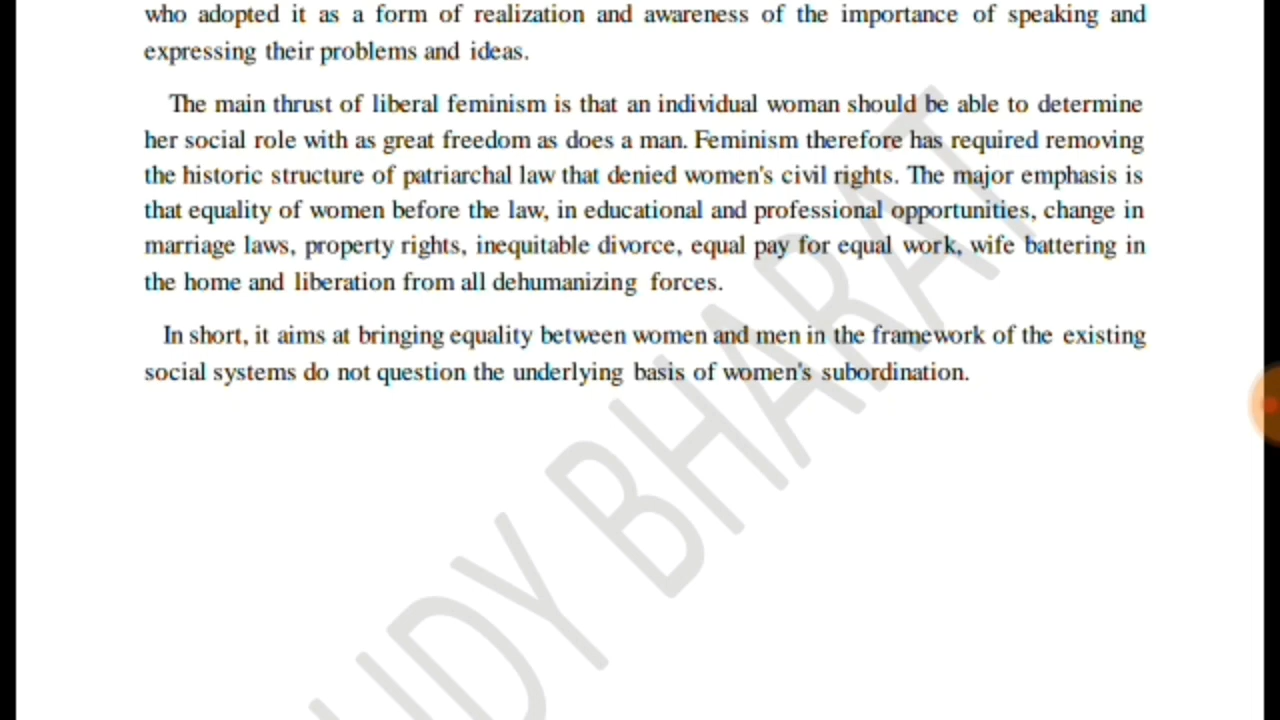 who adopted it as a form of realization and awareness of the importance of speaking and
expressing their problems and ideas.
The main thrust of liberal feminism is that an individual woman should be able to determine
her social role with as great freedom as does a man. Feminism therefore has required removing
the historic structure of patriarchal law that denied women's civil rights. The major emphasis is
that equality of women before the law, in educational and professional opportunities, change in
marriage laws, property rights, inequitable divorce, equal pay for equal work, wife battering in
the home and liberation from all dehumanizing forces.
In short, it aims at bringing equality between women and men in the framework of the existing
social systems do not question the underlying basis of women's subordination.
UDY BHARAT